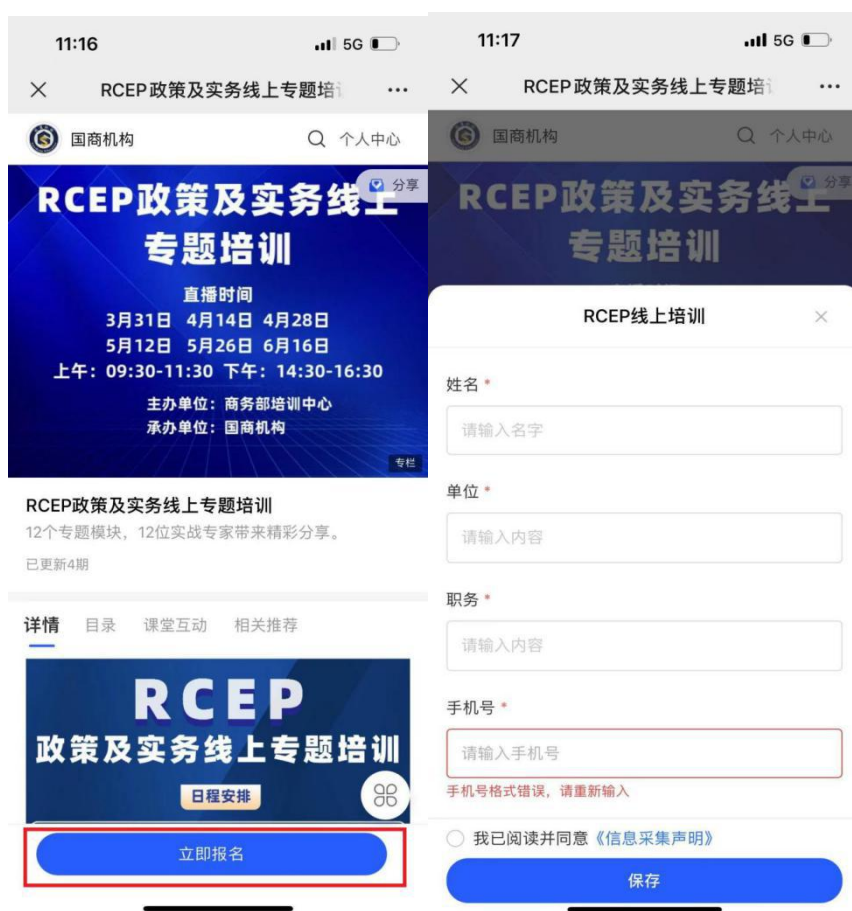 11:16
5G
RCEP政策及实务线上专题培
国商机构
个人中心
分享
RCEP政策及实务线上
专题培训
直播时间
3月31日 4月14日 4月28日
5月12日 5月26日 6月16日
上午：09:30-11:30 下午：14:30-16:30
主办单位：商务部培训中心
承办单位：国商机构
专栏
RCEP政策及实务线上专题培训
12个专题模块，12位实战专家带来精彩分享。
已更新4期
详情 目录 课堂互动 相关推荐
RCEP
政策及实务线上专题培训
日程安排
立即报名
11:17
5G
RCEP政策及实务线上专题培
国商机构
个人中心
分享
RCEP政策及实务线上
专题培训
RCEP线上培训
姓名 *
请输入名字
单位 *
请输入内容
职务 *
请输入内容
手机号 *
请输入手机号
手机号格式错误，请重新输入
我已阅读并同意《信息采集声明》
保存